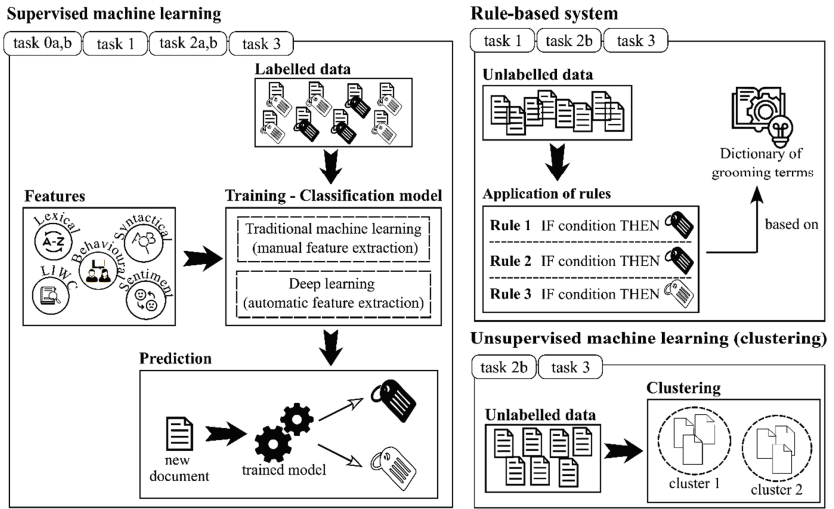 Supervised machine learning
task 0a,b
task 1
task 2a,b
task 3
Labelled data
Features
Lexical
A-Z
Syntactical
Behavioural
LIWC
Sentiment
Training - Classification model
Traditional machine learning
(manual feature extraction)
Deep learning
(automatic feature extraction)
Prediction
new
document
trained model
Rule-based system
task 1
task 2b
task 3
Unlabelled data
Dictionary of
grooming terms
Application of rules
Rule 1 IF condition THEN
Rule 2 IF condition THEN
Rule 3 IF condition THEN
based on
Unsupervised machine learning (clustering)
task 2b
task 3
Unlabelled data
Clustering
cluster 1
cluster 2